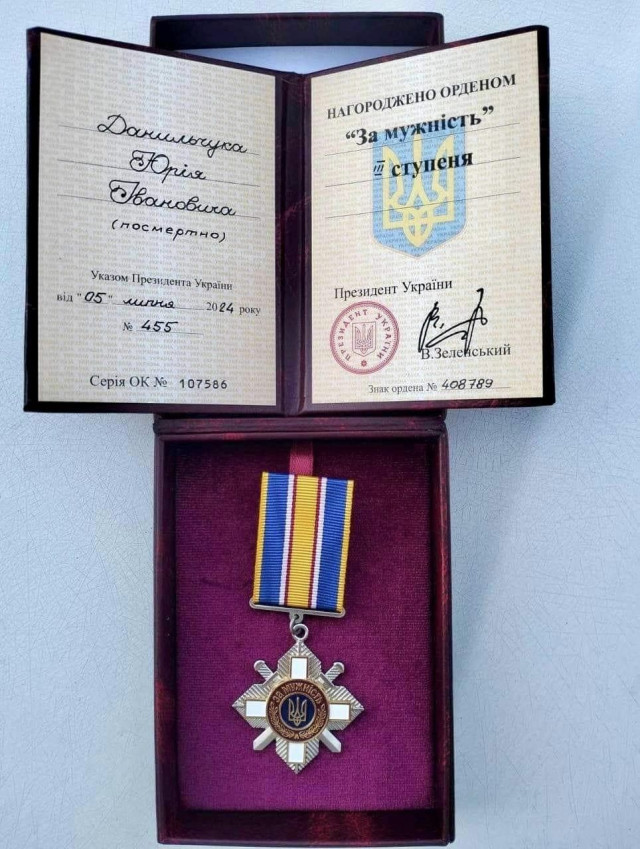 Данильчука
Юрія
Івановича
(посмертно)
Указом Президента України
від "05" липня 2024 року
№ 455
Серія ОК № 107586
НАГОРОДЖЕНО ОРДЕНОМ
“За мужність”
III ступеня
Президент України
ПРЕЗИДЕНТ УКРАЇНИ
В.Зеленський
Знак ордена № 408789
ЗА МУЖНІСТЬ